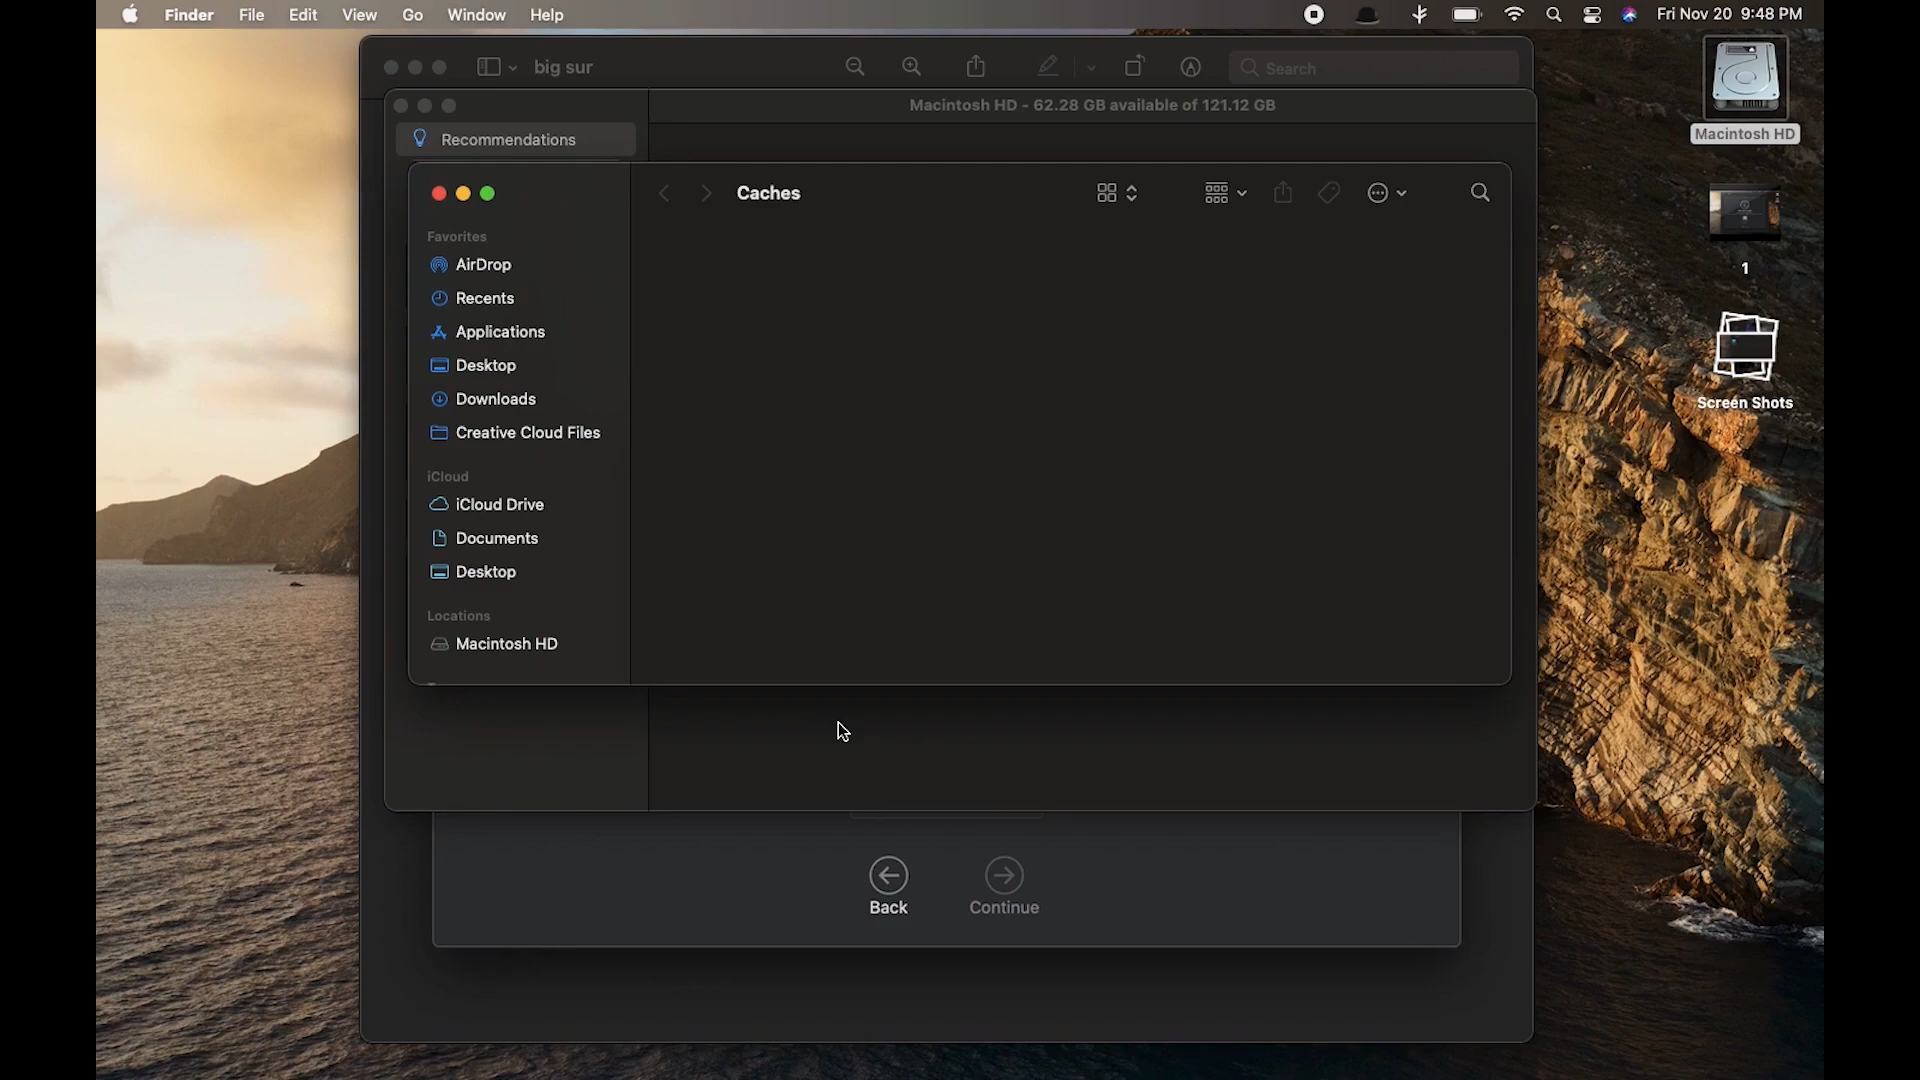 Finder File Edit View Go Window Help Fri Nov 20 9:48 PM
big sur Search
Macintosh HD - 62.28 GB available of 121.12 GB
Recommendations
Caches
Favorites
AirDrop
Recents
Applications
Desktop
Downloads
Creative Cloud Files
iCloud
iCloud Drive
Documents
Desktop
Locations
Macintosh HD
Back Continue
Macintosh HD
1
Screen Shots